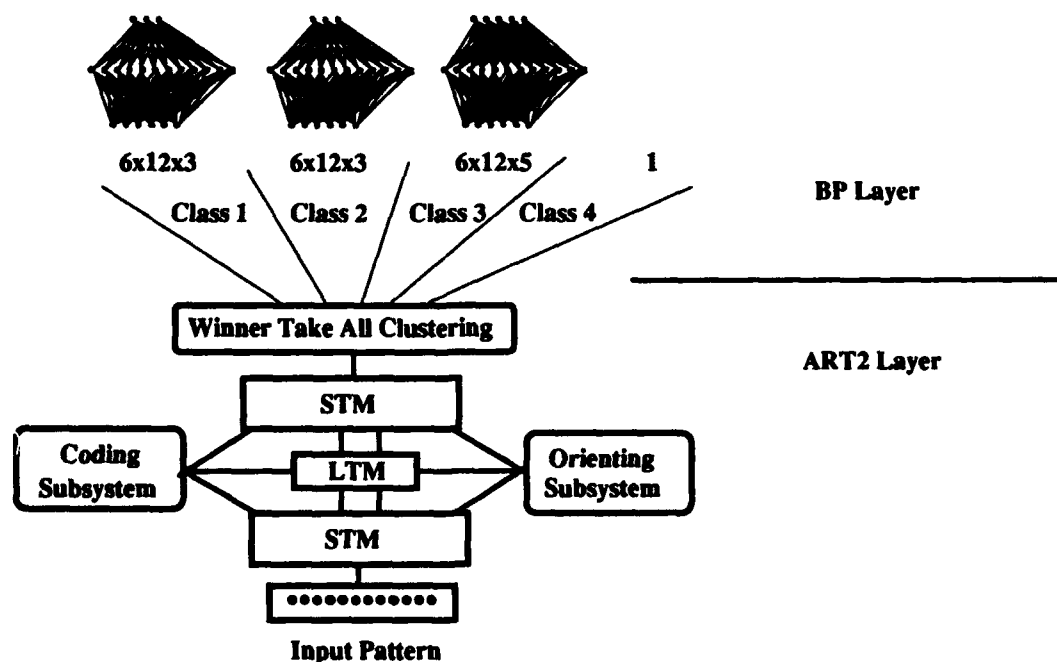 6x12x3 6x12x3 6x12x5 1
BP Layer
Class 1 Class 2 Class 3 Class 4
Winner Take All Clustering
ART2 Layer
STM
Coding
Subsystem
LTM
Orienting
Subsystem
STM
Input Pattern